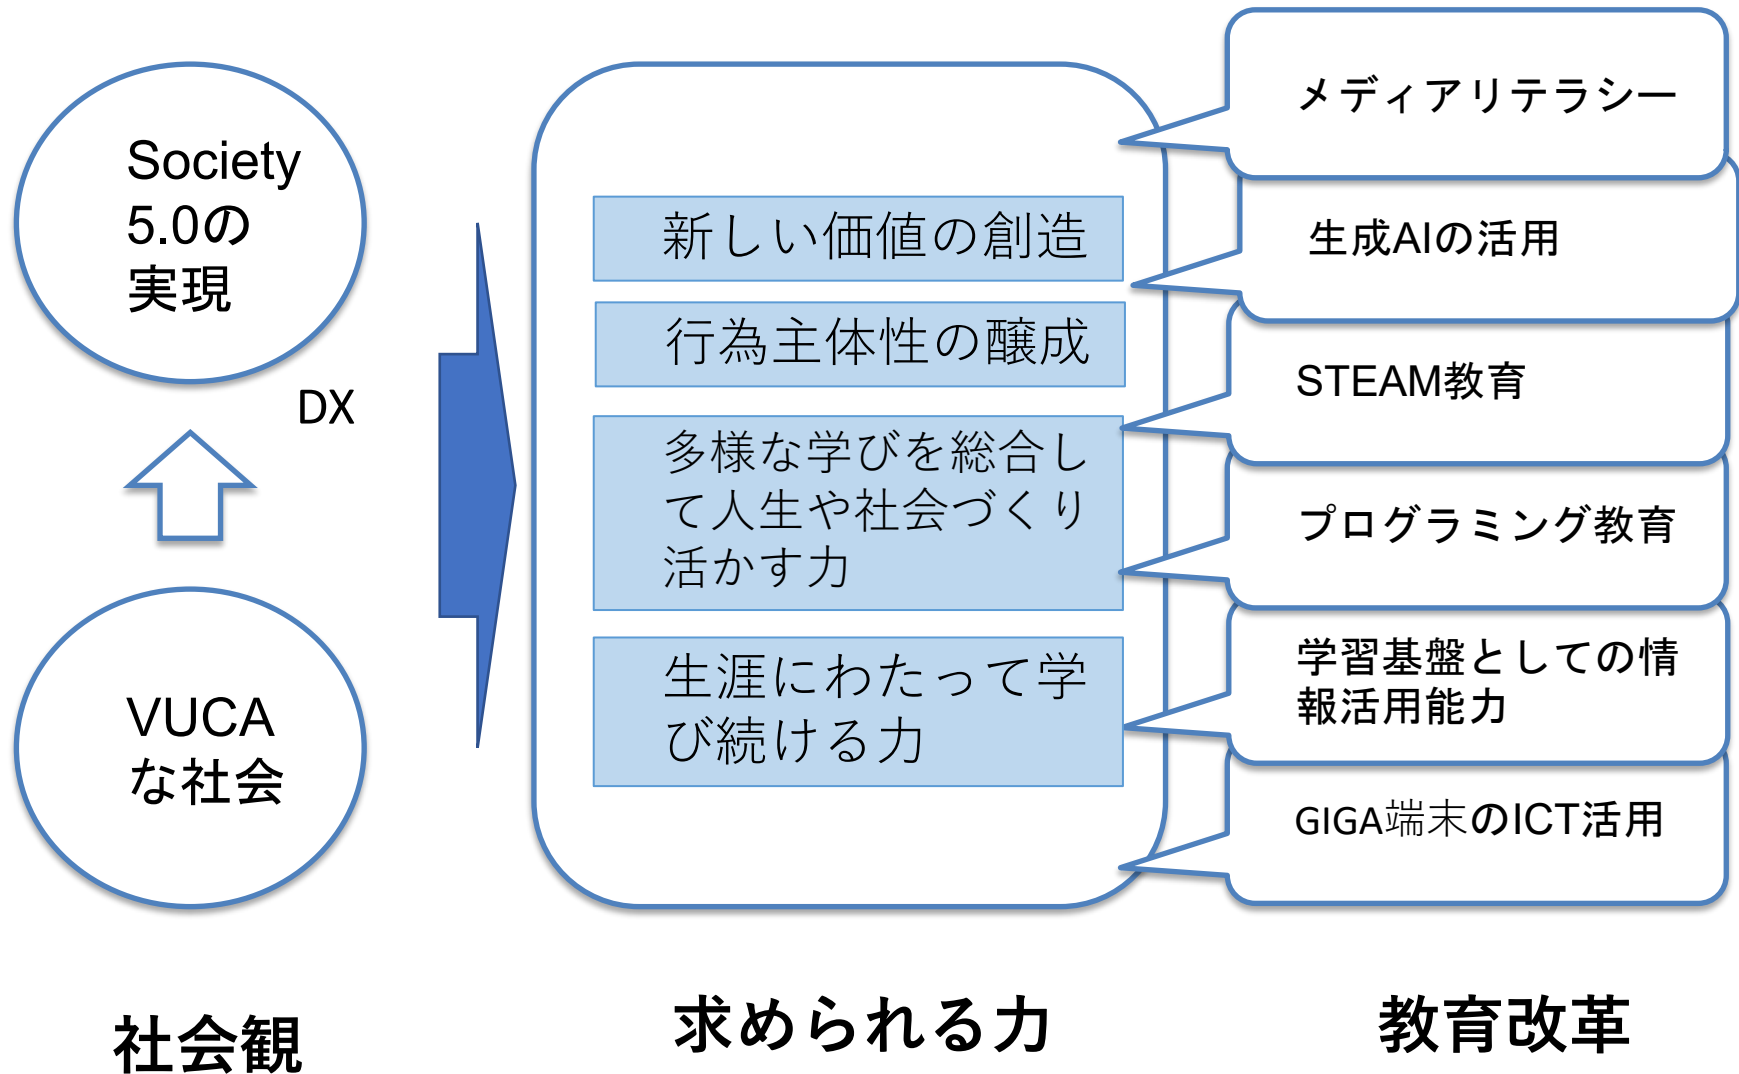 Society
5.0の
実現
DX
VUCA
な社会
社会観
新しい価値の創造
行為主体性の醸成
多様な学びを総合し
て人生や社会づくり
活かす力
生涯にわたって学
び続ける力
求められる力
メディアリテラシー
生成AIの活用
STEAM教育
プログラミング教育
学習基盤としての情
報活用能力
GIGA端末のICT活用
教育改革